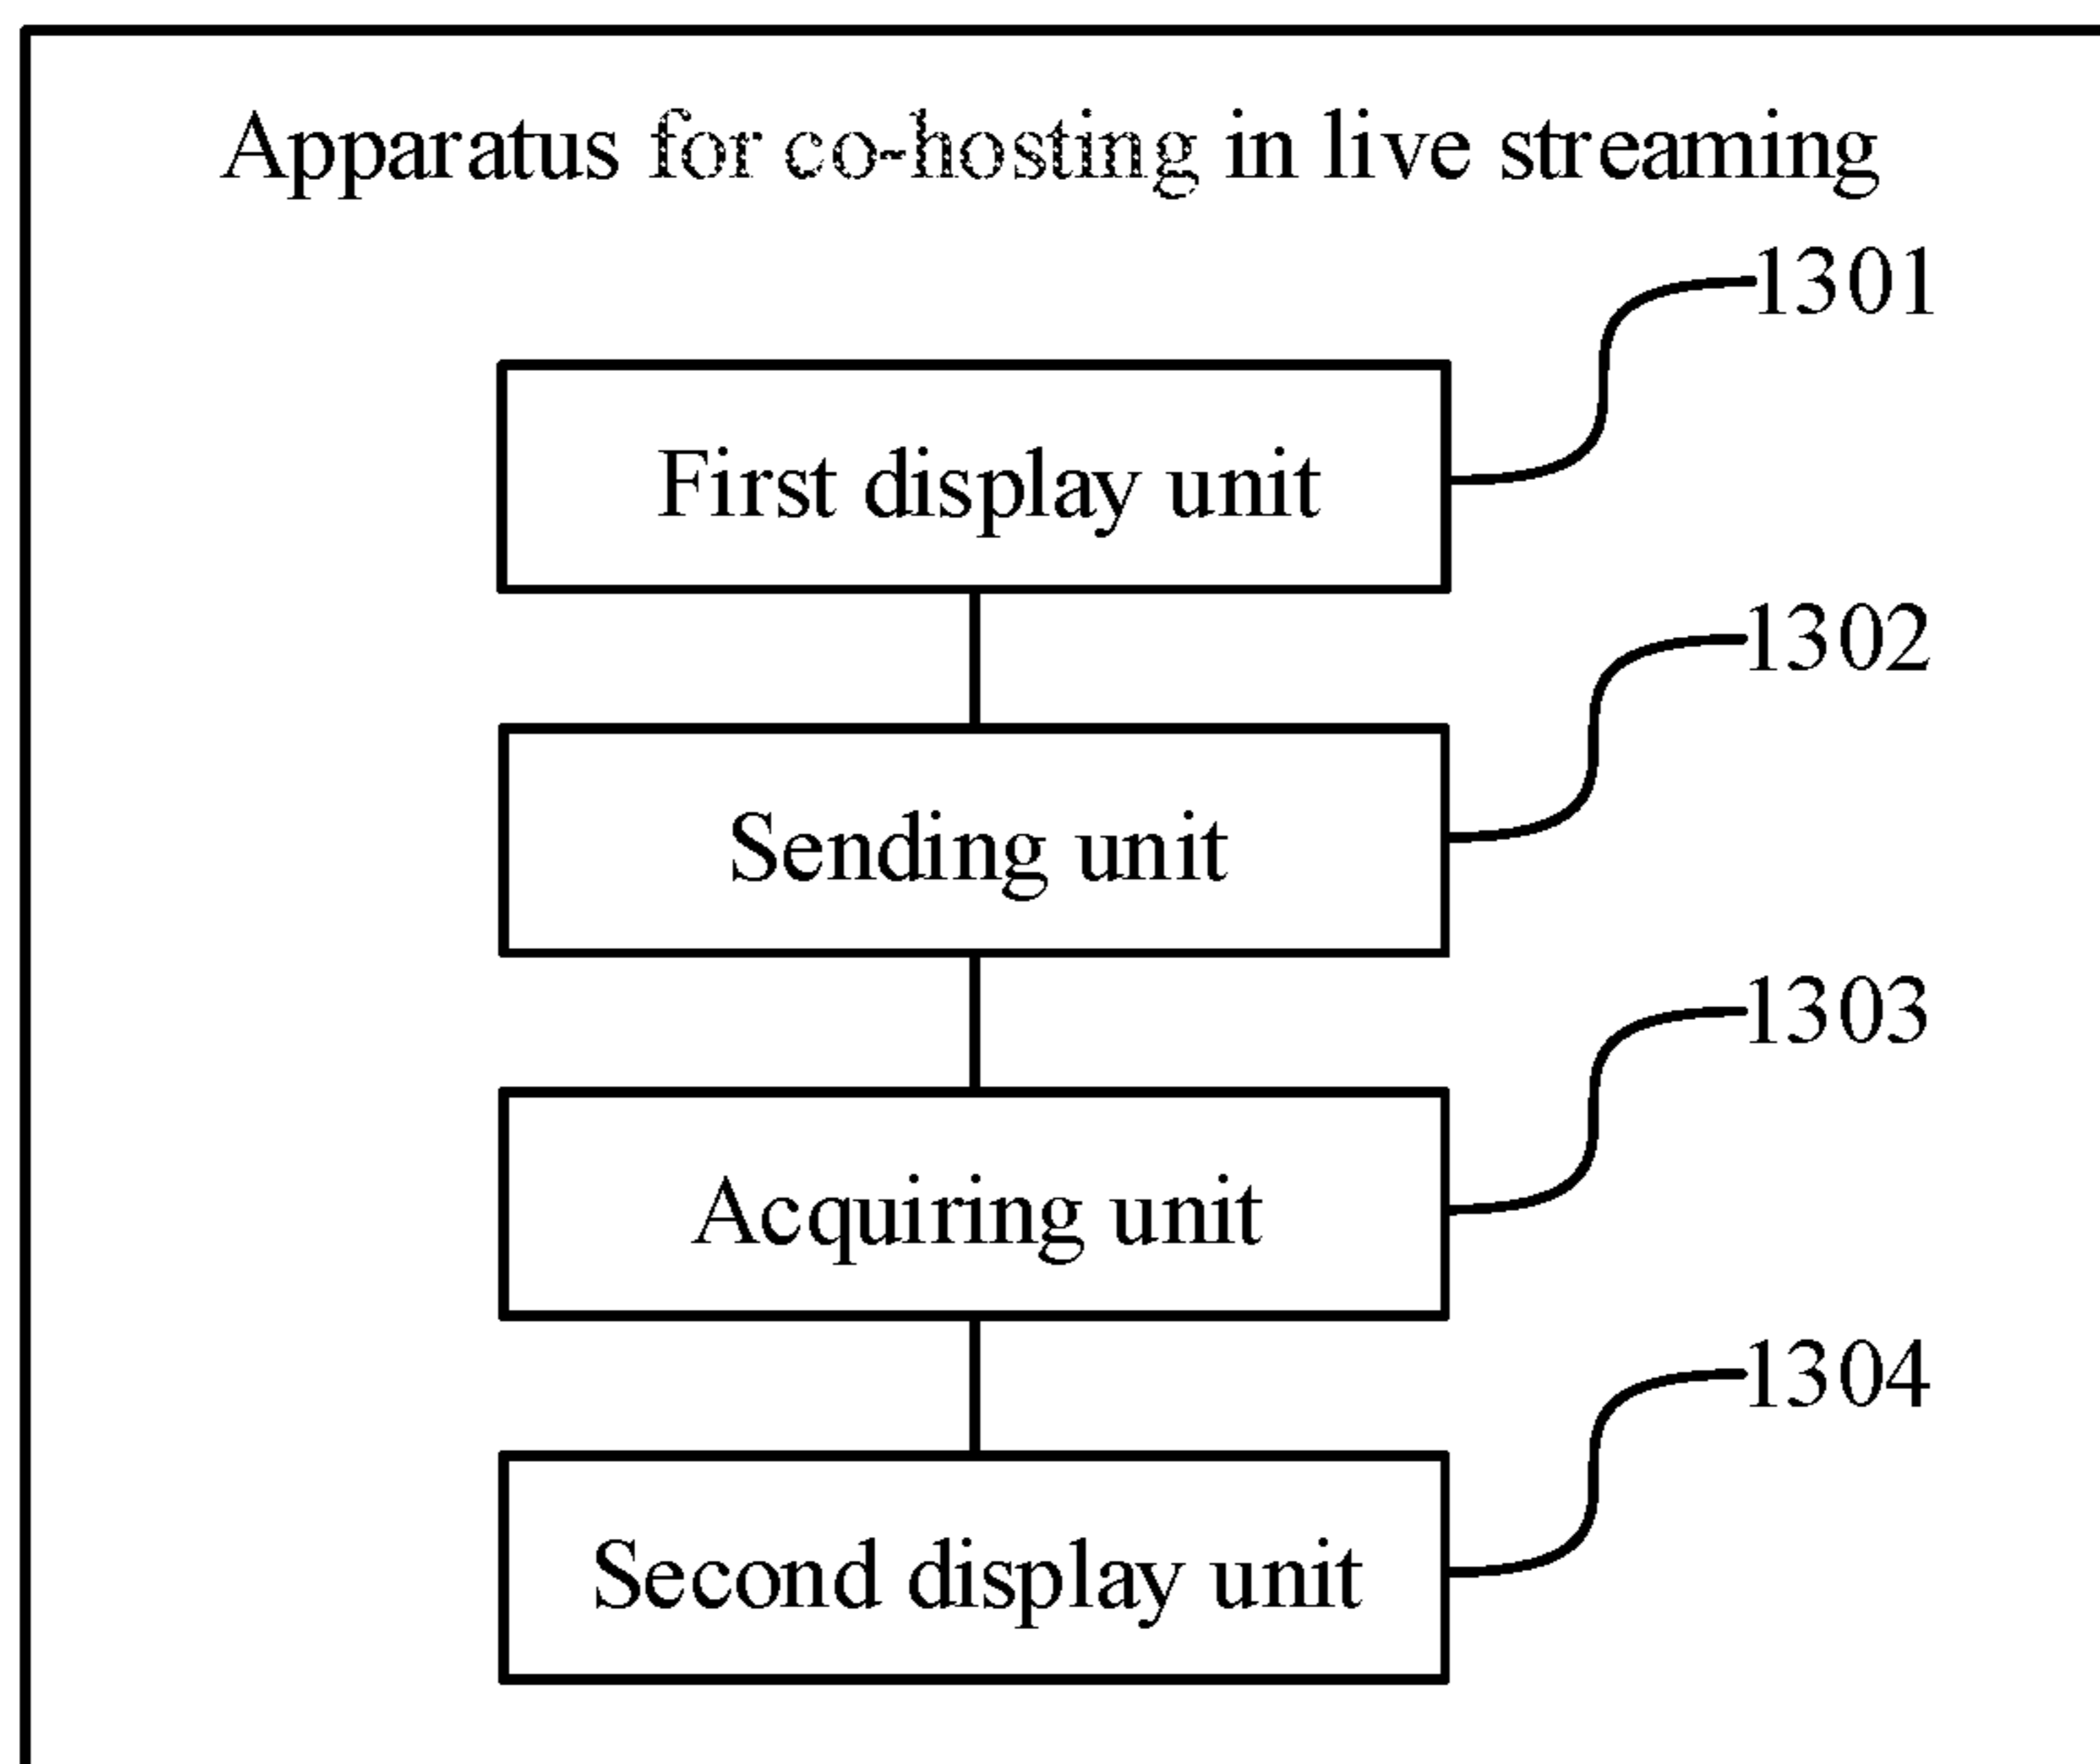 Apparatus for co-hosting in live streaming
1301
First display unit
1302
Sending unit
1303
Acquiring unit
1304
Second display unit